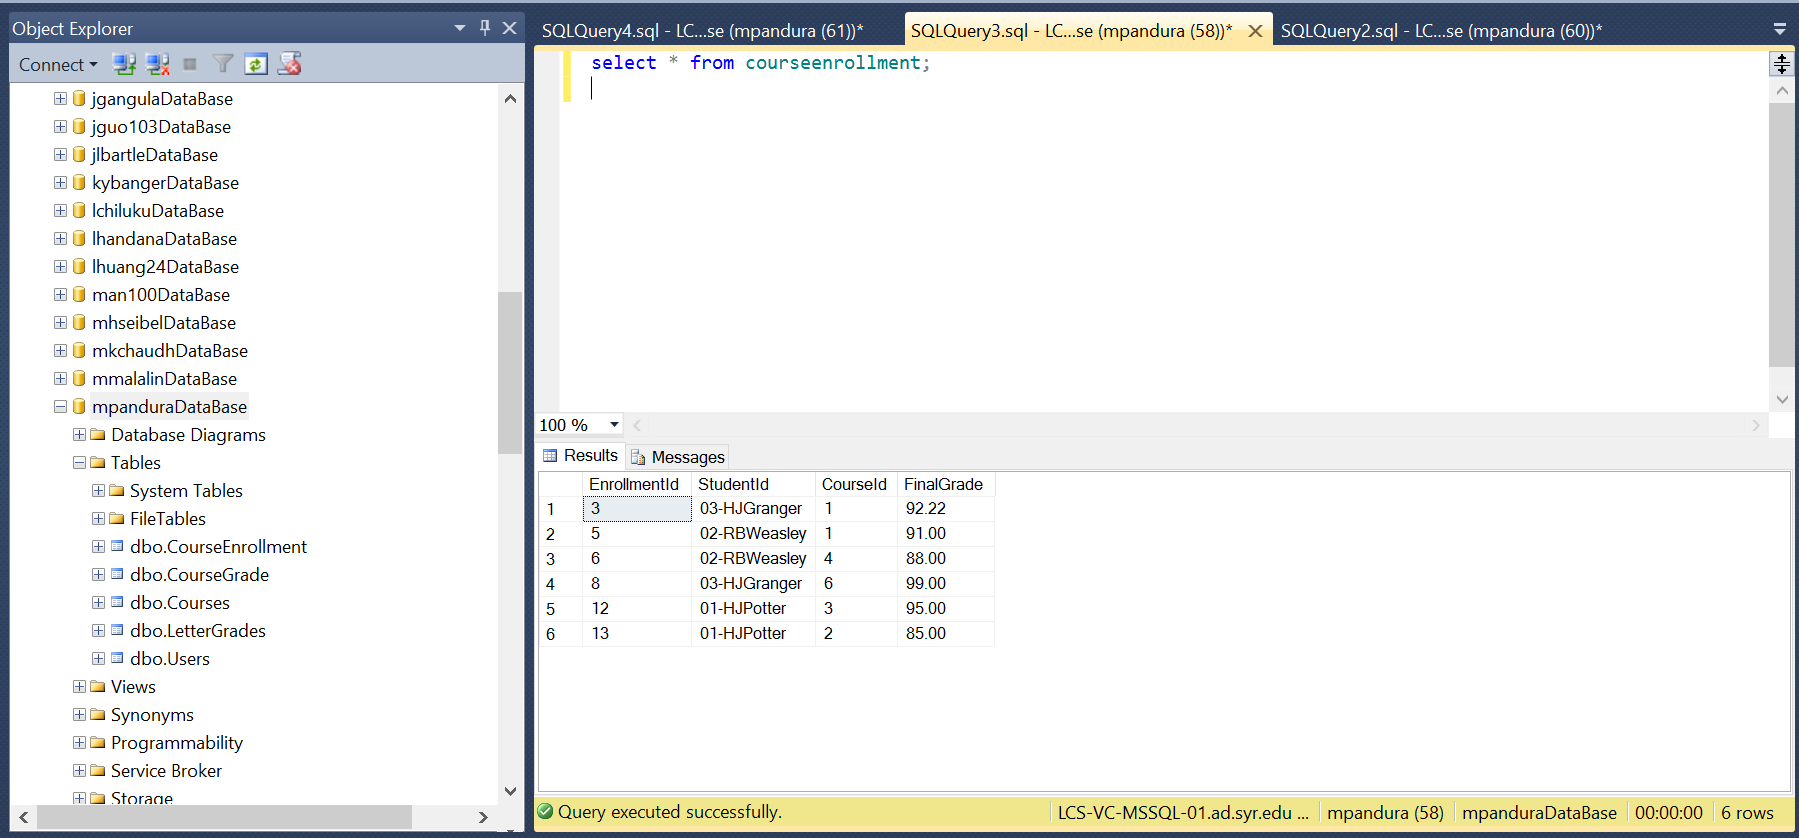 Object Explorer
Connect
jgangulaDataBase
jguo103DataBase
jlbartleDataBase
kybangerDataBase
lchilukuDataBase
lhandanaDataBase
lhuang24DataBase
man100DataBase
mhseibelDataBase
mkchaudhDataBase
mmalalinDataBase
mpanduraDataBase
Database Diagrams
Tables
System Tables
FileTables
dbo.CourseEnrollment
dbo.CourseGrade
dbo.Courses
dbo.LetterGrades
dbo.Users
Views
Synonyms
Programmability
Service Broker
Storage
SQLQuery4.sql - LC...se (mpandura (61))* SQLQuery3.sql - LC...se (mpandura (58))* SQLQuery2.sql - LC...se (mpandura (60))*
select * from courseenrollment;
100 %
Results Messages
EnrollmentId StudentId CourseId FinalGrade
1 3 03-HJGranger 1 92.22
2 5 02-RBWeasley 1 91.00
3 6 02-RBWeasley 4 88.00
4 8 03-HJGranger 6 99.00
5 12 01-HJPotter 3 95.00
6 13 01-HJPotter 2 85.00
Query executed successfully. LCS-VC-MSSQL-01.ad.syr.edu ... mpandura (58) mpanduraDataBase 00:00:00 6 rows